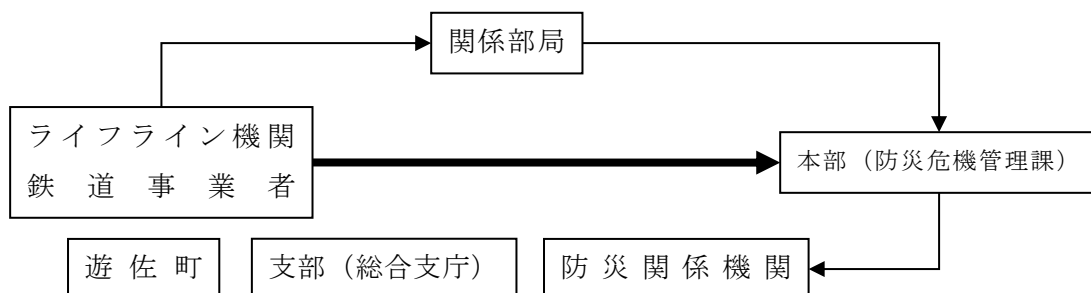 関係部局
ライフライン機関
鉄道事業者
本部（防災危機管理課）
遊佐町
支部（総合支庁）
防災関係機関